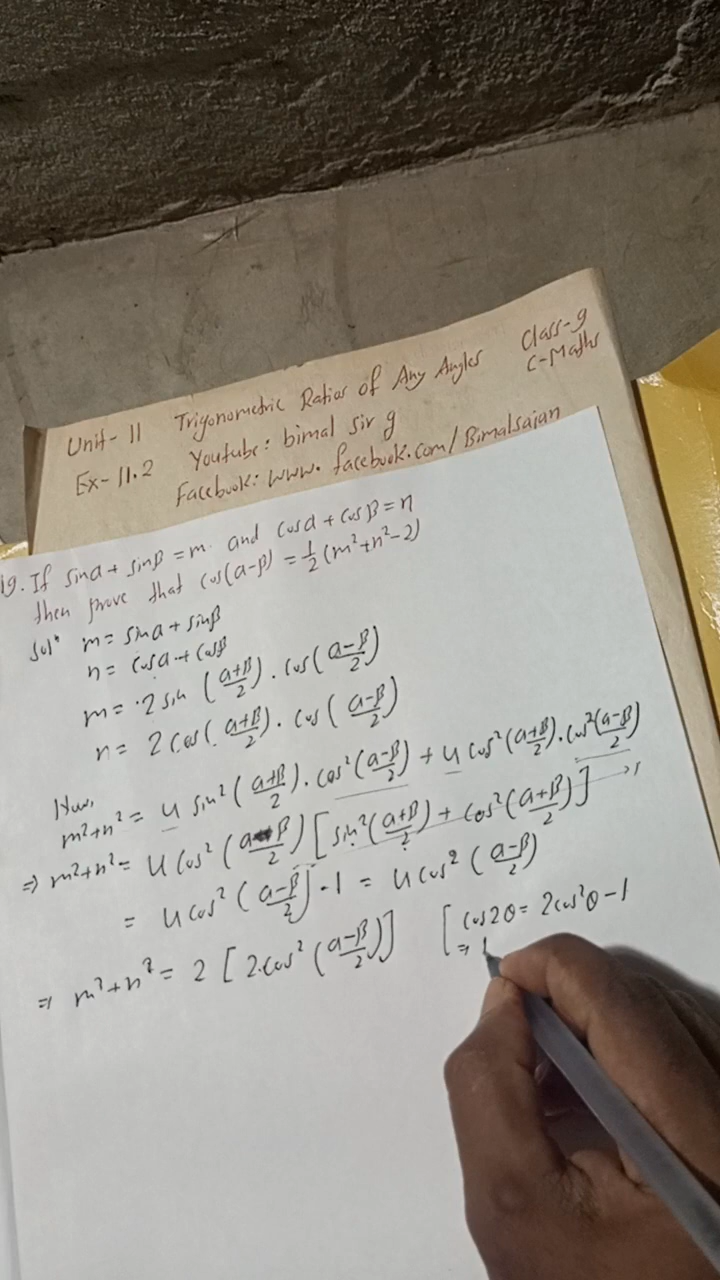 Unit-11 Trigonometric Ratios of Any Angles Class-9
Ex-11.2 Youtube: bimal sir g C-Maths
Facebook: www.facebook.com/Bimalsaian
19. If sinα + sinβ = m and cosα + cosβ = n
then prove that cos(α-β) = 1/2 (m²+n²-2)
Solⁿ m = sinα + sinβ
n = cosα + cosβ
m = 2 sin (α+β/2) . cos (α-β/2)
n = 2 cos (α+β/2) . cos (α-β/2)
Now,
m²+n² = 4 sin² (α+β/2) . cos² (α-β/2) + 4 cos² (α+β/2) . cos² (α-β/2)
⇒ m²+n² = 4 cos² (α-β/2) [sin² (α+β/2) + cos² (α+β/2)] → 1
= 4 cos² (α-β/2) · 1 = 4 cos² (α-β/2)
⇒ m²+n² = 2 [2.cos² (α-β/2)] [cos2θ = 2cos²θ - 1
⇒ 1